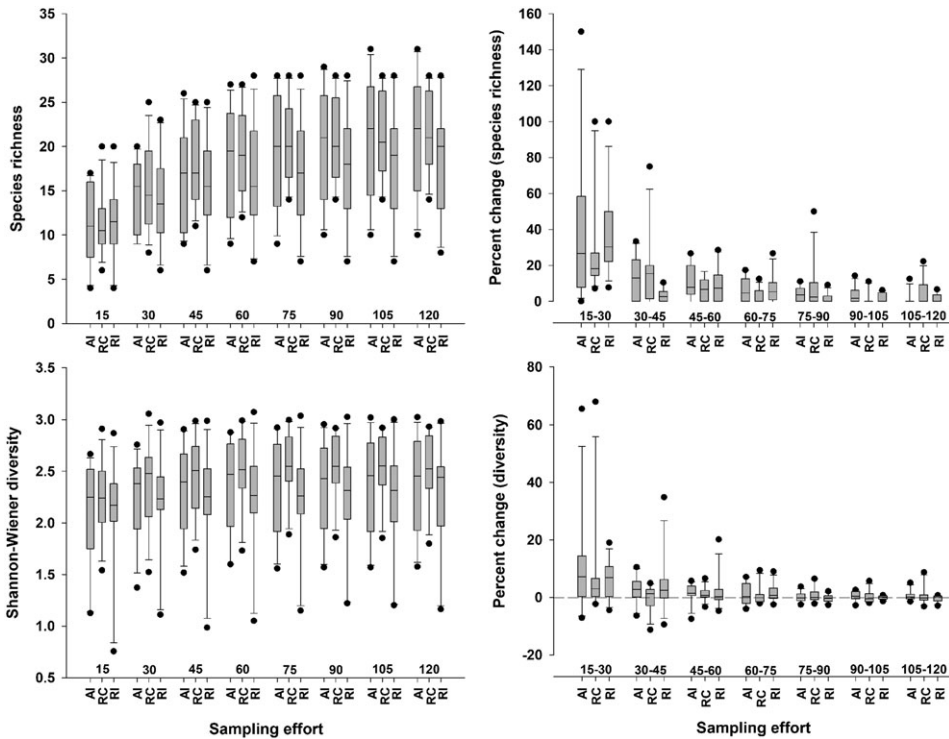 Species richness
35
30
25
20
15
10
5
0
15 30 45 60 75 90 105 120
AI RC RI AI RC RI AI RC RI AI RC RI AI RC RI AI RC RI AI RC RI AI RC RI
Percent change (species richness)
160
140
120
100
80
60
40
20
0
15-30 30-45 45-60 60-75 75-90 90-105 105-120
AI RC RI AI RC RI AI RC RI AI RC RI AI RC RI AI RC RI AI RC RI
Shannon-Wiener diversity
3.5
3.0
2.5
2.0
1.5
1.0
0.5
15 30 45 60 75 90 105 120
AI RC RI AI RC RI AI RC RI AI RC RI AI RC RI AI RC RI AI RC RI AI RC RI
Sampling effort
Percent change (diversity)
80
60
40
20
0
-20
15-30 30-45 45-60 60-75 75-90 90-105 105-120
AI RC RI AI RC RI AI RC RI AI RC RI AI RC RI AI RC RI AI RC RI
Sampling effort